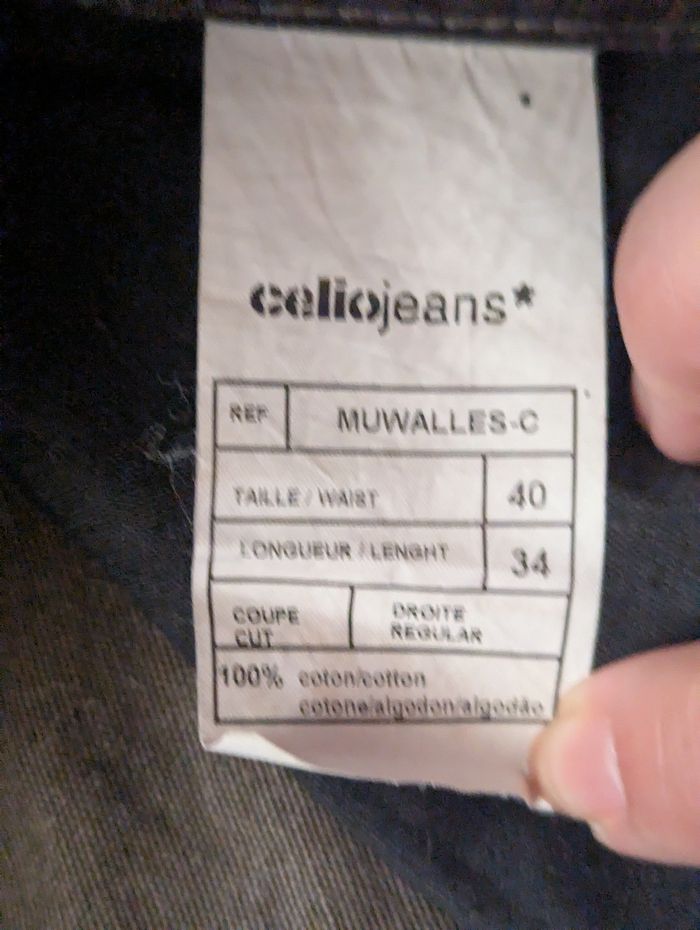 celiojeans*
REF MUWALLES-C
TAILLE / WAIST 40
LONGUEUR / LENGHT 34
COUPE DROITE
CUT REGULAR
100% coton/cotton
cotone/algodon/algodão